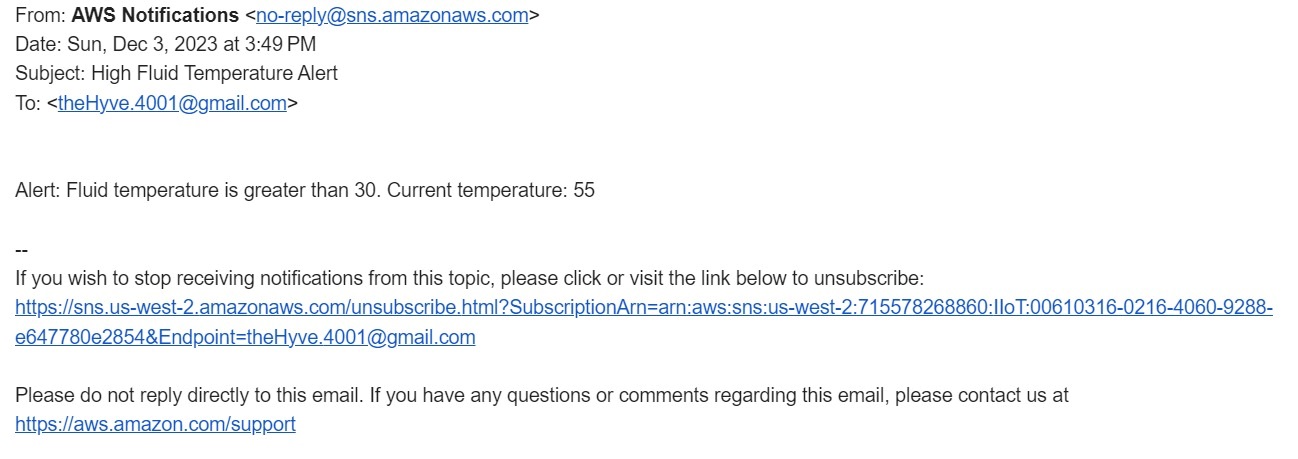 From: AWS Notifications <no-reply@sns.amazonaws.com>
Date: Sun, Dec 3, 2023 at 3:49 PM
Subject: High Fluid Temperature Alert
To: <theHyve.4001@gmail.com>
Alert: Fluid temperature is greater than 30. Current temperature: 55
--
If you wish to stop receiving notifications from this topic, please click or visit the link below to unsubscribe:
https://sns.us-west-2.amazonaws.com/unsubscribe.html?SubscriptionArn=arn:aws:sns:us-west-2:715578268860:IIoT:00610316-0216-4060-9288-
e647780e2854&Endpoint=theHyve.4001@gmail.com
Please do not reply directly to this email. If you have any questions or comments regarding this email, please contact us at
https://aws.amazon.com/support